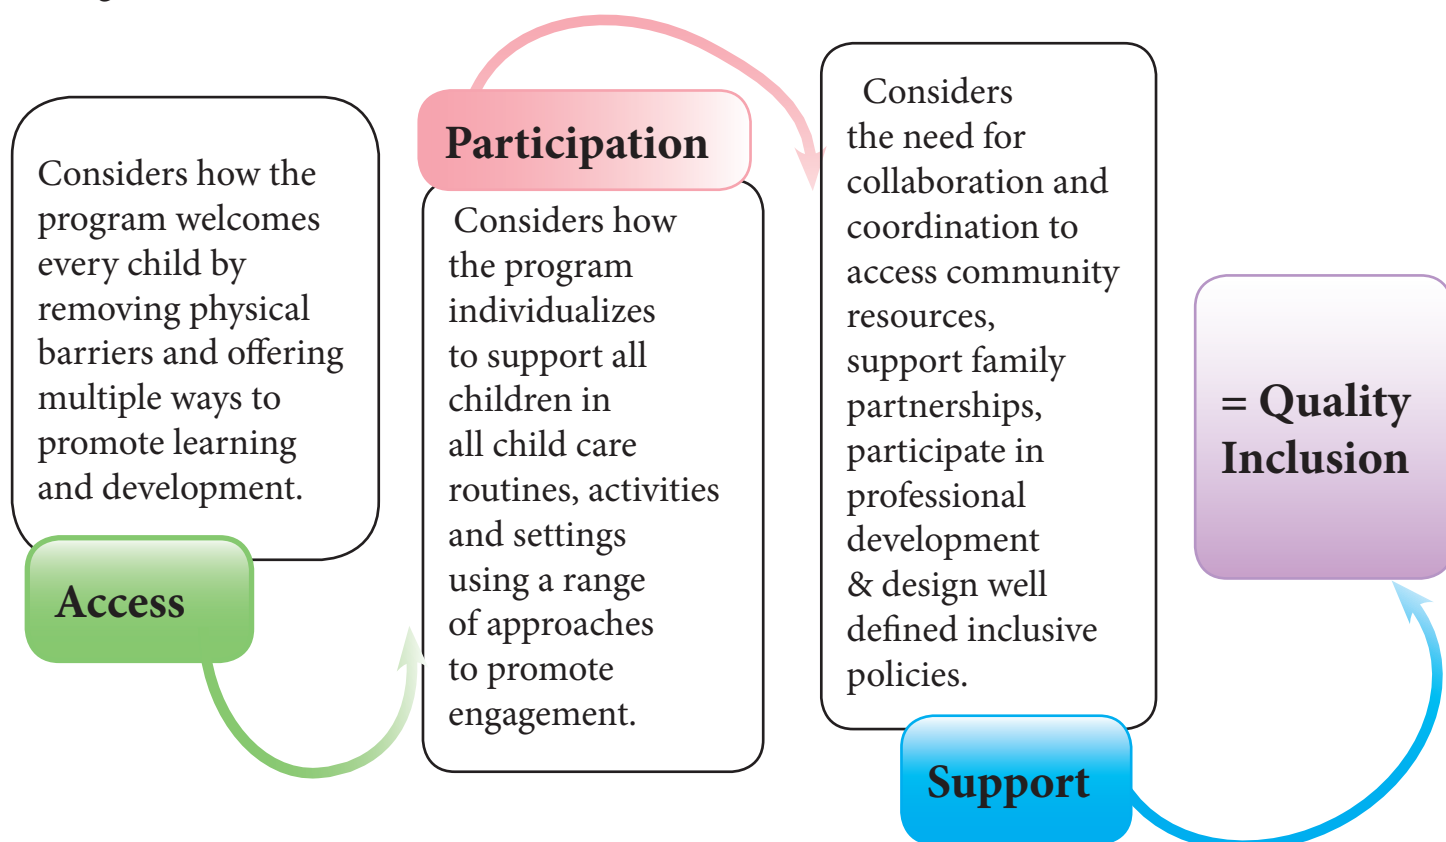 Considers how the
program welcomes
every child by
removing physical
barriers and offering
multiple ways to
promote learning
and development.
Access
Participation
Considers how
the program
individualizes
to support all
children in
all child care
routines, activities
and settings
using a range
of approaches
to promote
engagement.
Considers
the need for
collaboration and
coordination to
access community
resources,
support family
partnerships,
participate in
professional
development
& design well
defined inclusive
policies.
Support
= Quality
Inclusion